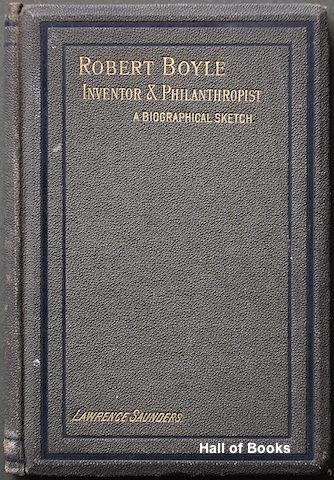 ROBERT BOYLE
INVENTOR & PHILANTHROPIST
A BIOGRAPHICAL SKETCH
LAWRENCE SAUNDERS.
Hall of Books